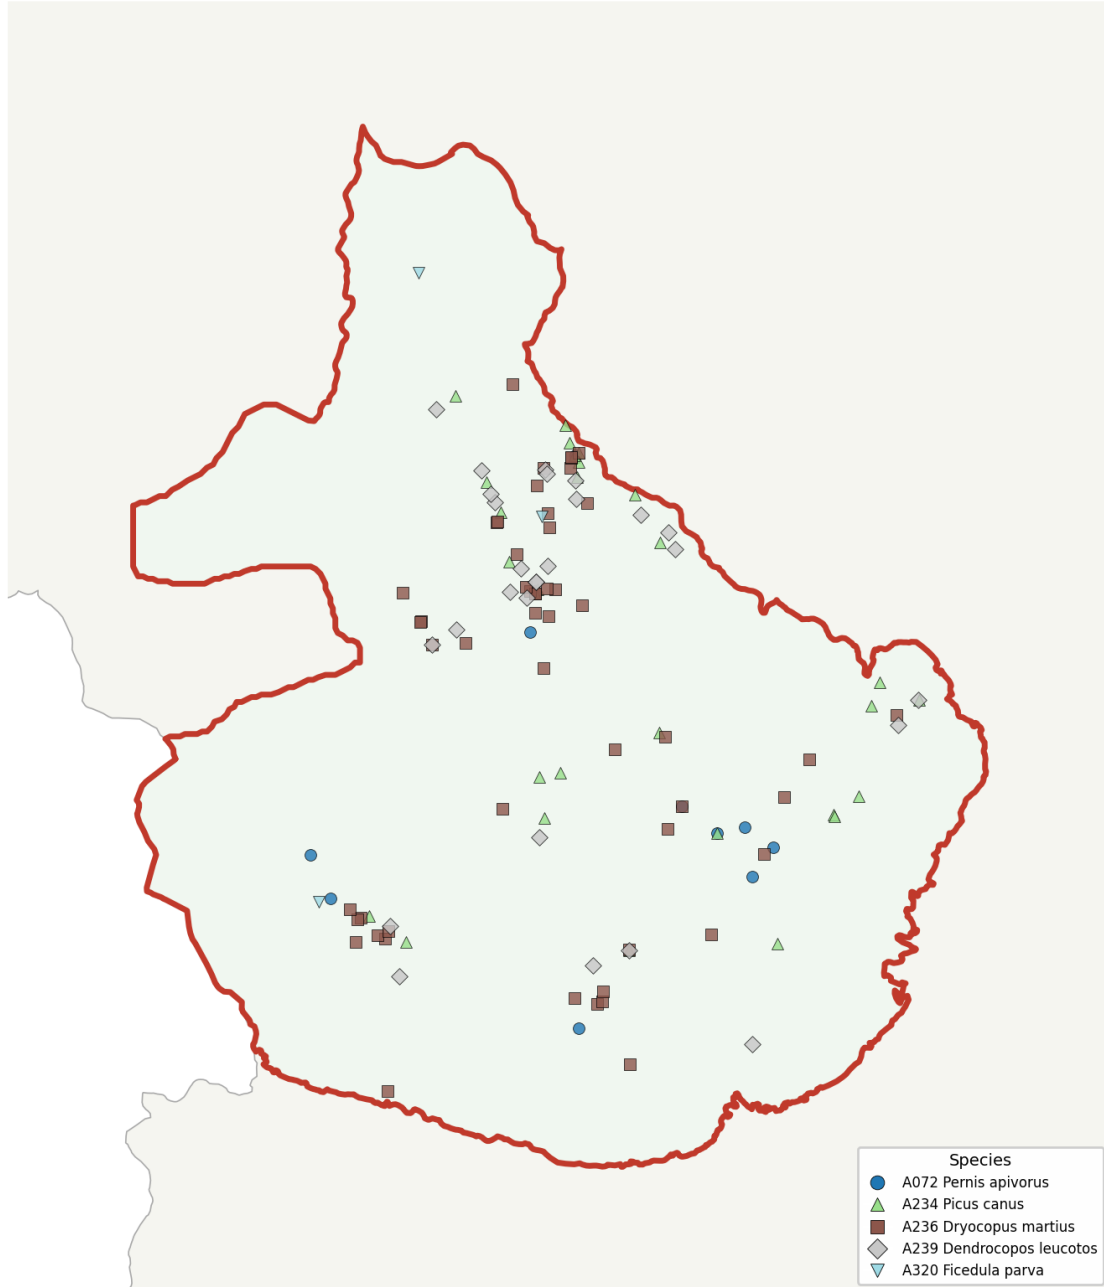 Species
A072 Pernis apivorus
A234 Picus canus
A236 Dryocopus martius
A239 Dendrocopos leucotos
A320 Ficedula parva